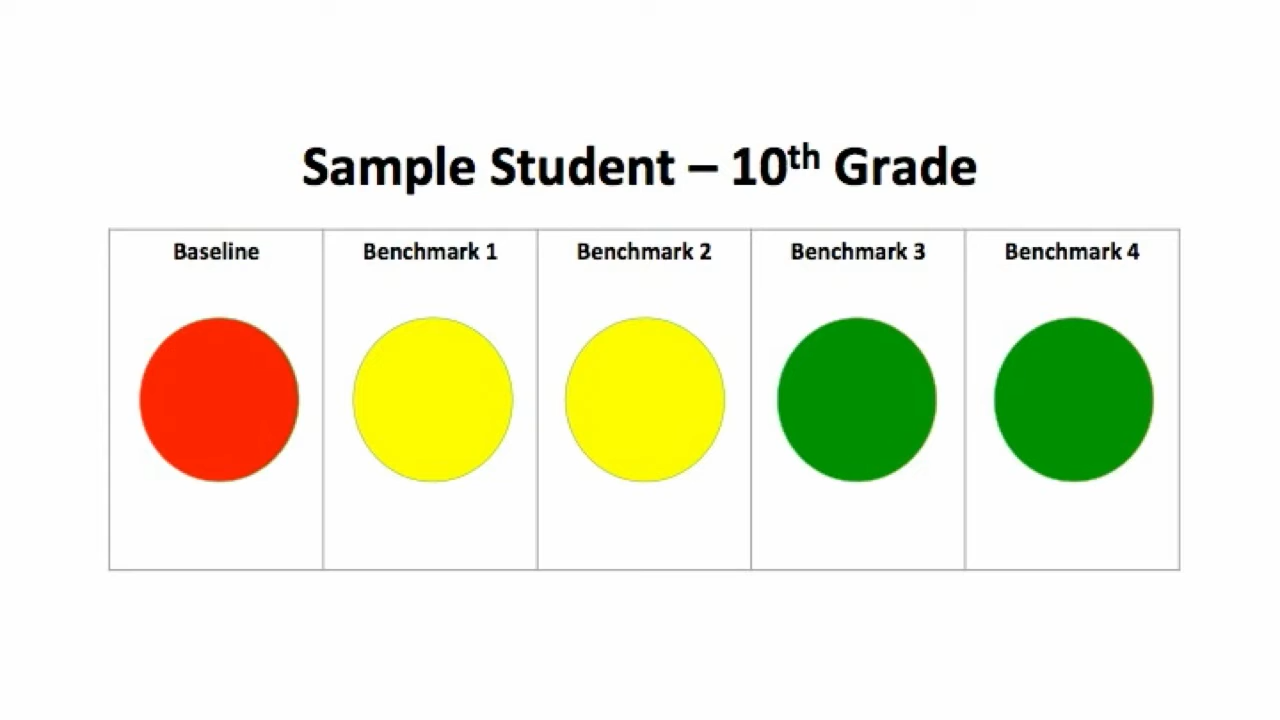 Sample Student – 10th Grade
Baseline
Benchmark 1
Benchmark 2
Benchmark 3
Benchmark 4